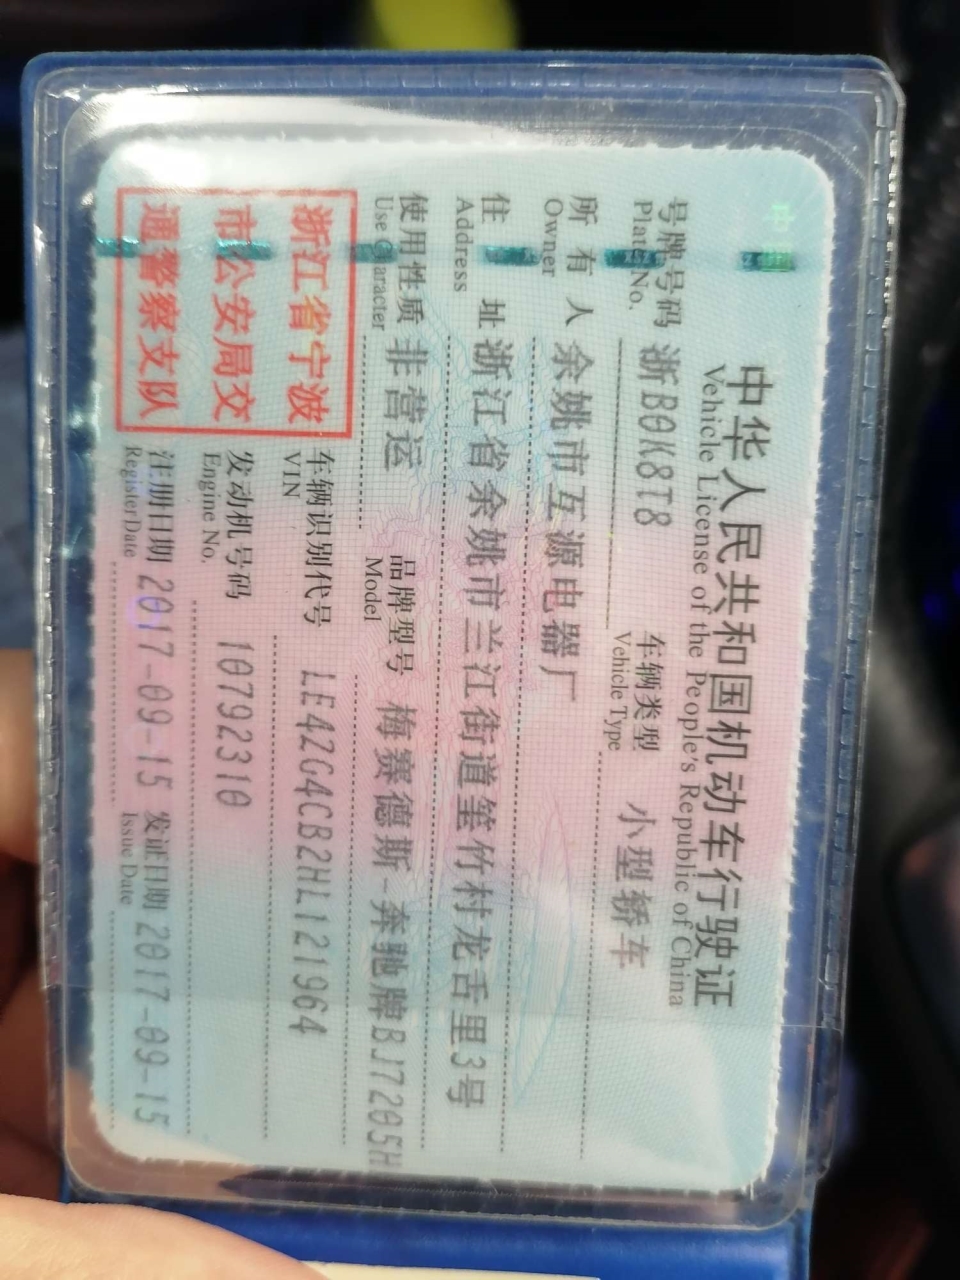 中华人民共和国机动车行驶证
Vehicle License of the People's Republic of China
号牌号码 浙B0K8T8 车辆类型 小型轿车
Plate No. Vehicle Type
所有人 余姚市互源电器厂
Owner
住址 浙江省余姚市兰江街道筀竹村龙舌里3号
Address
使用性质 非营运 品牌型号 梅赛德斯-奔驰牌BJ7205H
Use Character Model
浙江省宁波
市公安局交
通警察支队
车辆识别代号 LE4ZG4CB2HL121964
VIN
发动机号码 10792310
Engine No.
注册日期 2017-09-15 发证日期 2017-09-15
Register Date Issue Date